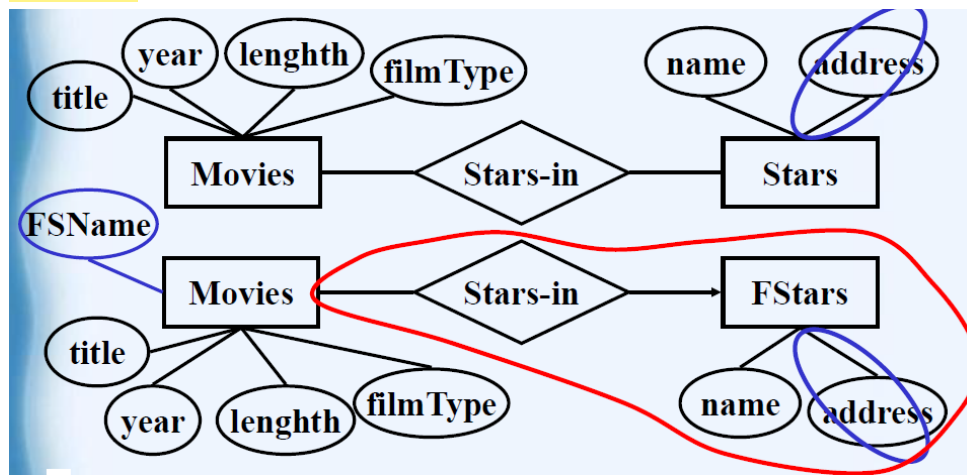 year lenghth filmType name address
title
Movies Stars-in Stars
FSName
Movies Stars-in FStars
title
year lenghth filmType name address